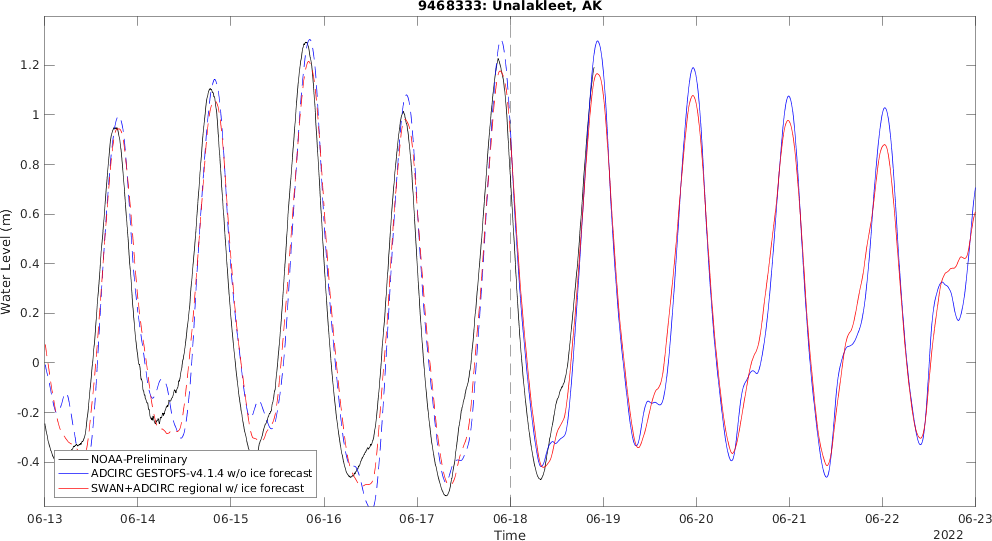 9468333: Unalakleet, AK
Water Level (m)
1.2
1
0.8
0.6
0.4
0.2
0
-0.2
-0.4
NOAA-Preliminary
ADCIRC GESTOFS-v4.1.4 w/o ice forecast
SWAN+ADCIRC regional w/ ice forecast
06-13 06-14 06-15 06-16 06-17 06-18 06-19 06-20 06-21 06-22 06-23
Time
2022